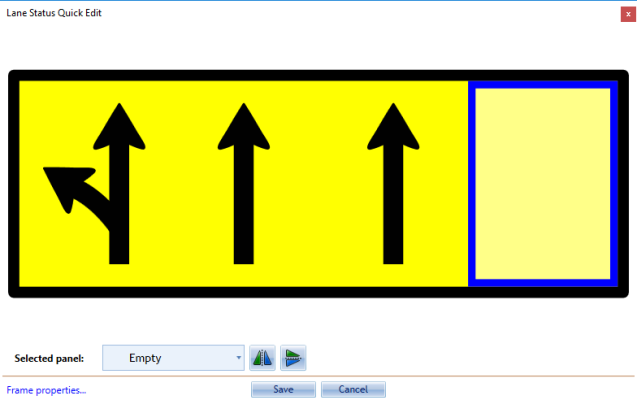 Lane Status Quick Edit
x
Selected panel:
Empty
Frame properties...
Save
Cancel